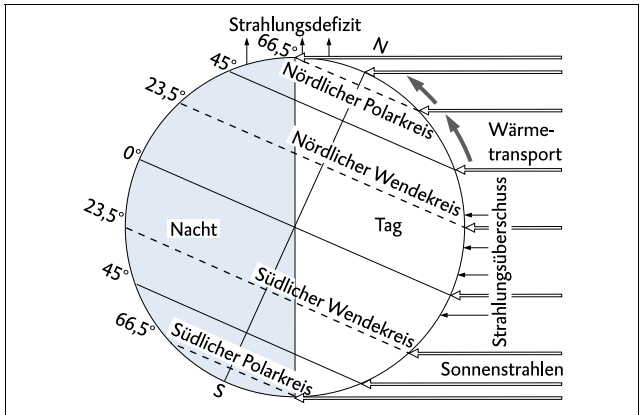 Strahlungsdefizit
66,5°
N
45°
Nördlicher Polarkreis
23,5°
Wärme-
transport
Nördlicher Wendekreis
0°
23,5°
Nacht
Tag
Strahlungsüberschuss
45°
Südlicher Wendekreis
66,5°
Südlicher Polarkreis
Sonnenstrahlen
S